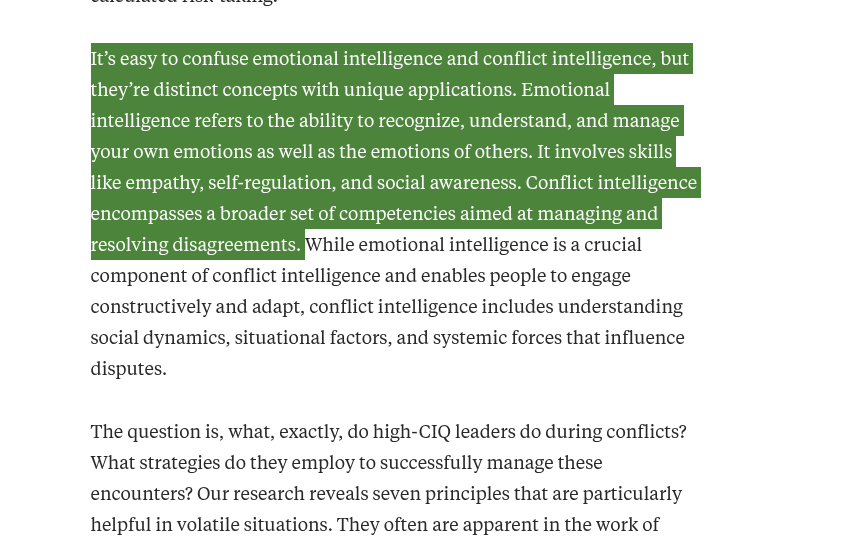 It’s easy to confuse emotional intelligence and conflict intelligence, but
they’re distinct concepts with unique applications. Emotional
intelligence refers to the ability to recognize, understand, and manage
your own emotions as well as the emotions of others. It involves skills
like empathy, self-regulation, and social awareness. Conflict intelligence
encompasses a broader set of competencies aimed at managing and
resolving disagreements. While emotional intelligence is a crucial
component of conflict intelligence and enables people to engage
constructively and adapt, conflict intelligence includes understanding
social dynamics, situational factors, and systemic forces that influence
disputes.
The question is, what, exactly, do high-CIQ leaders do during conflicts?
What strategies do they employ to successfully manage these
encounters? Our research reveals seven principles that are particularly
helpful in volatile situations. They often are apparent in the work of